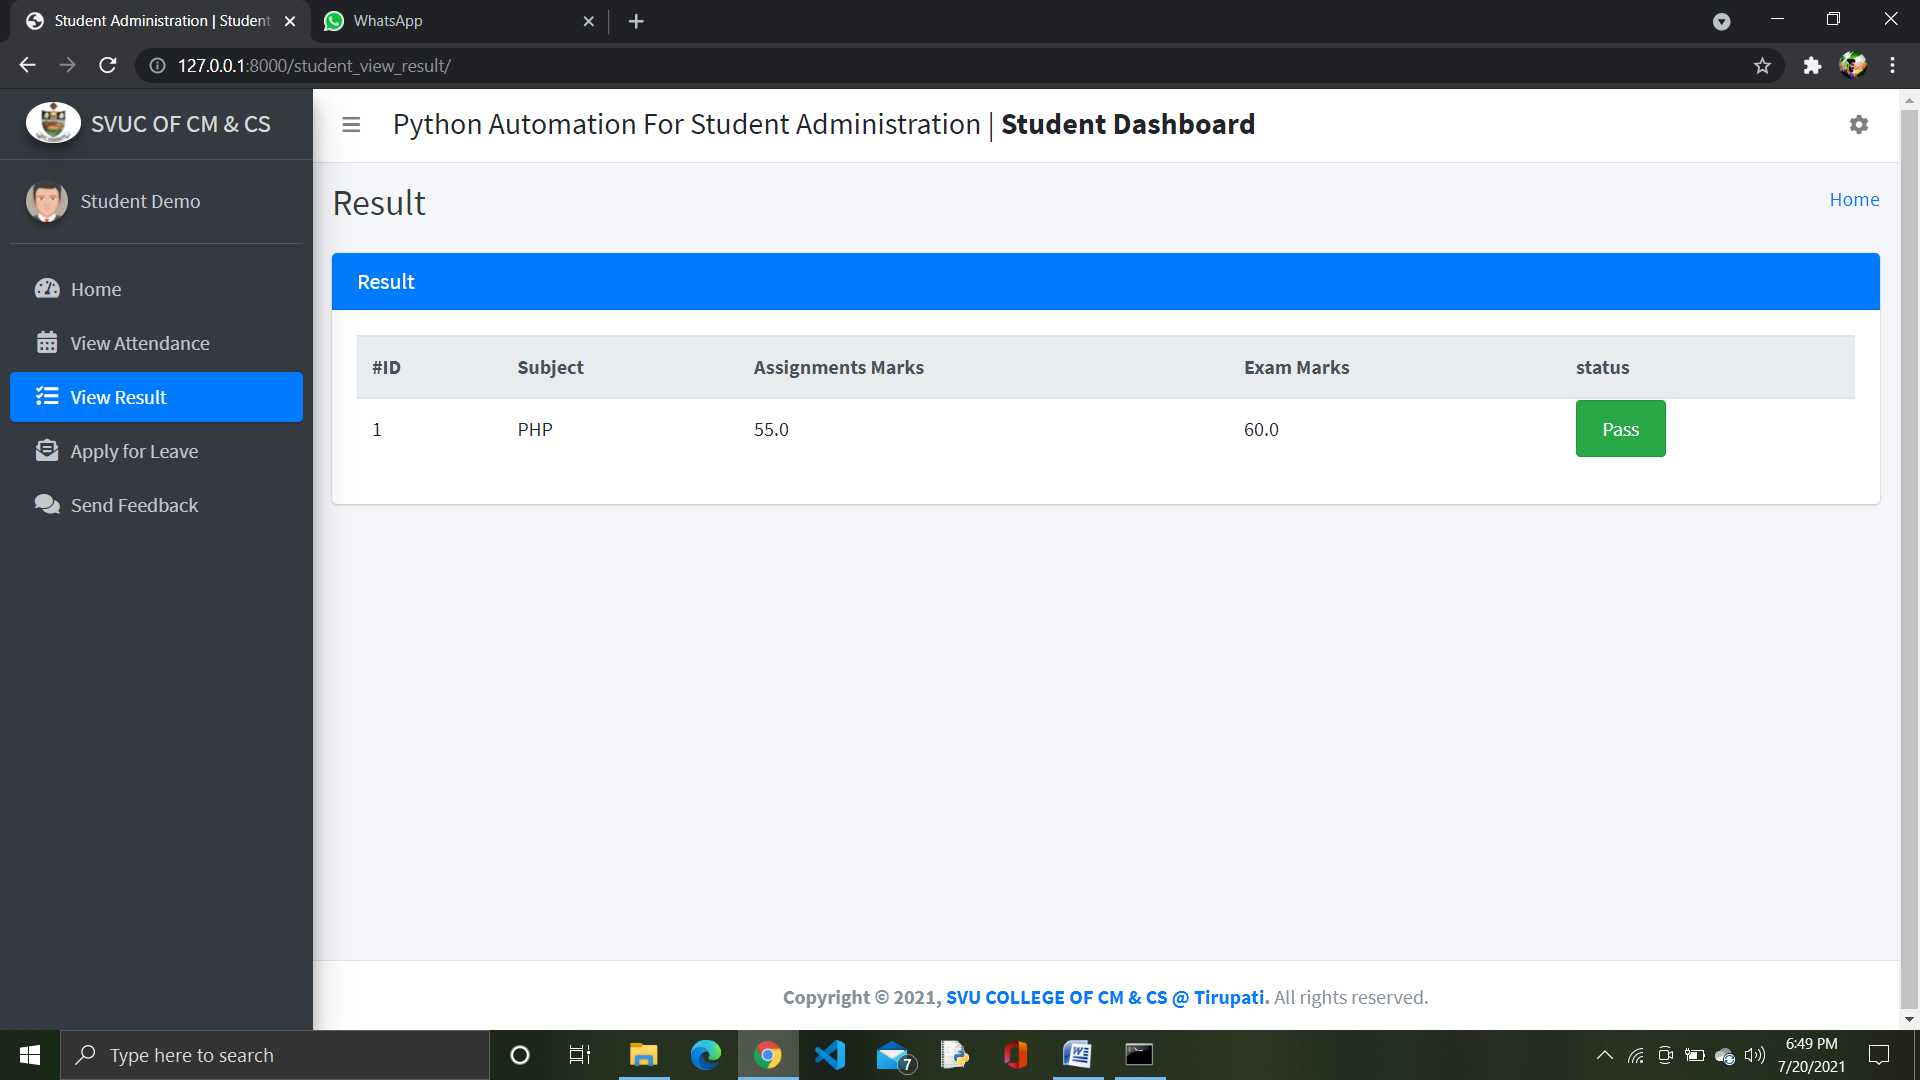 Student Administration | Student
WhatsApp
127.0.0.1:8000/student_view_result/
SVUC OF CM & CS
Python Automation For Student Administration | Student Dashboard
Student Demo
Result
Home
Home
View Attendance
View Result
Apply for Leave
Send Feedback
Result
#ID Subject Assignments Marks Exam Marks status
1 PHP 55.0 60.0 Pass
Copyright © 2021, SVU COLLEGE OF CM & CS @ Tirupati. All rights reserved.
Type here to search
7
6:49 PM
7/20/2021